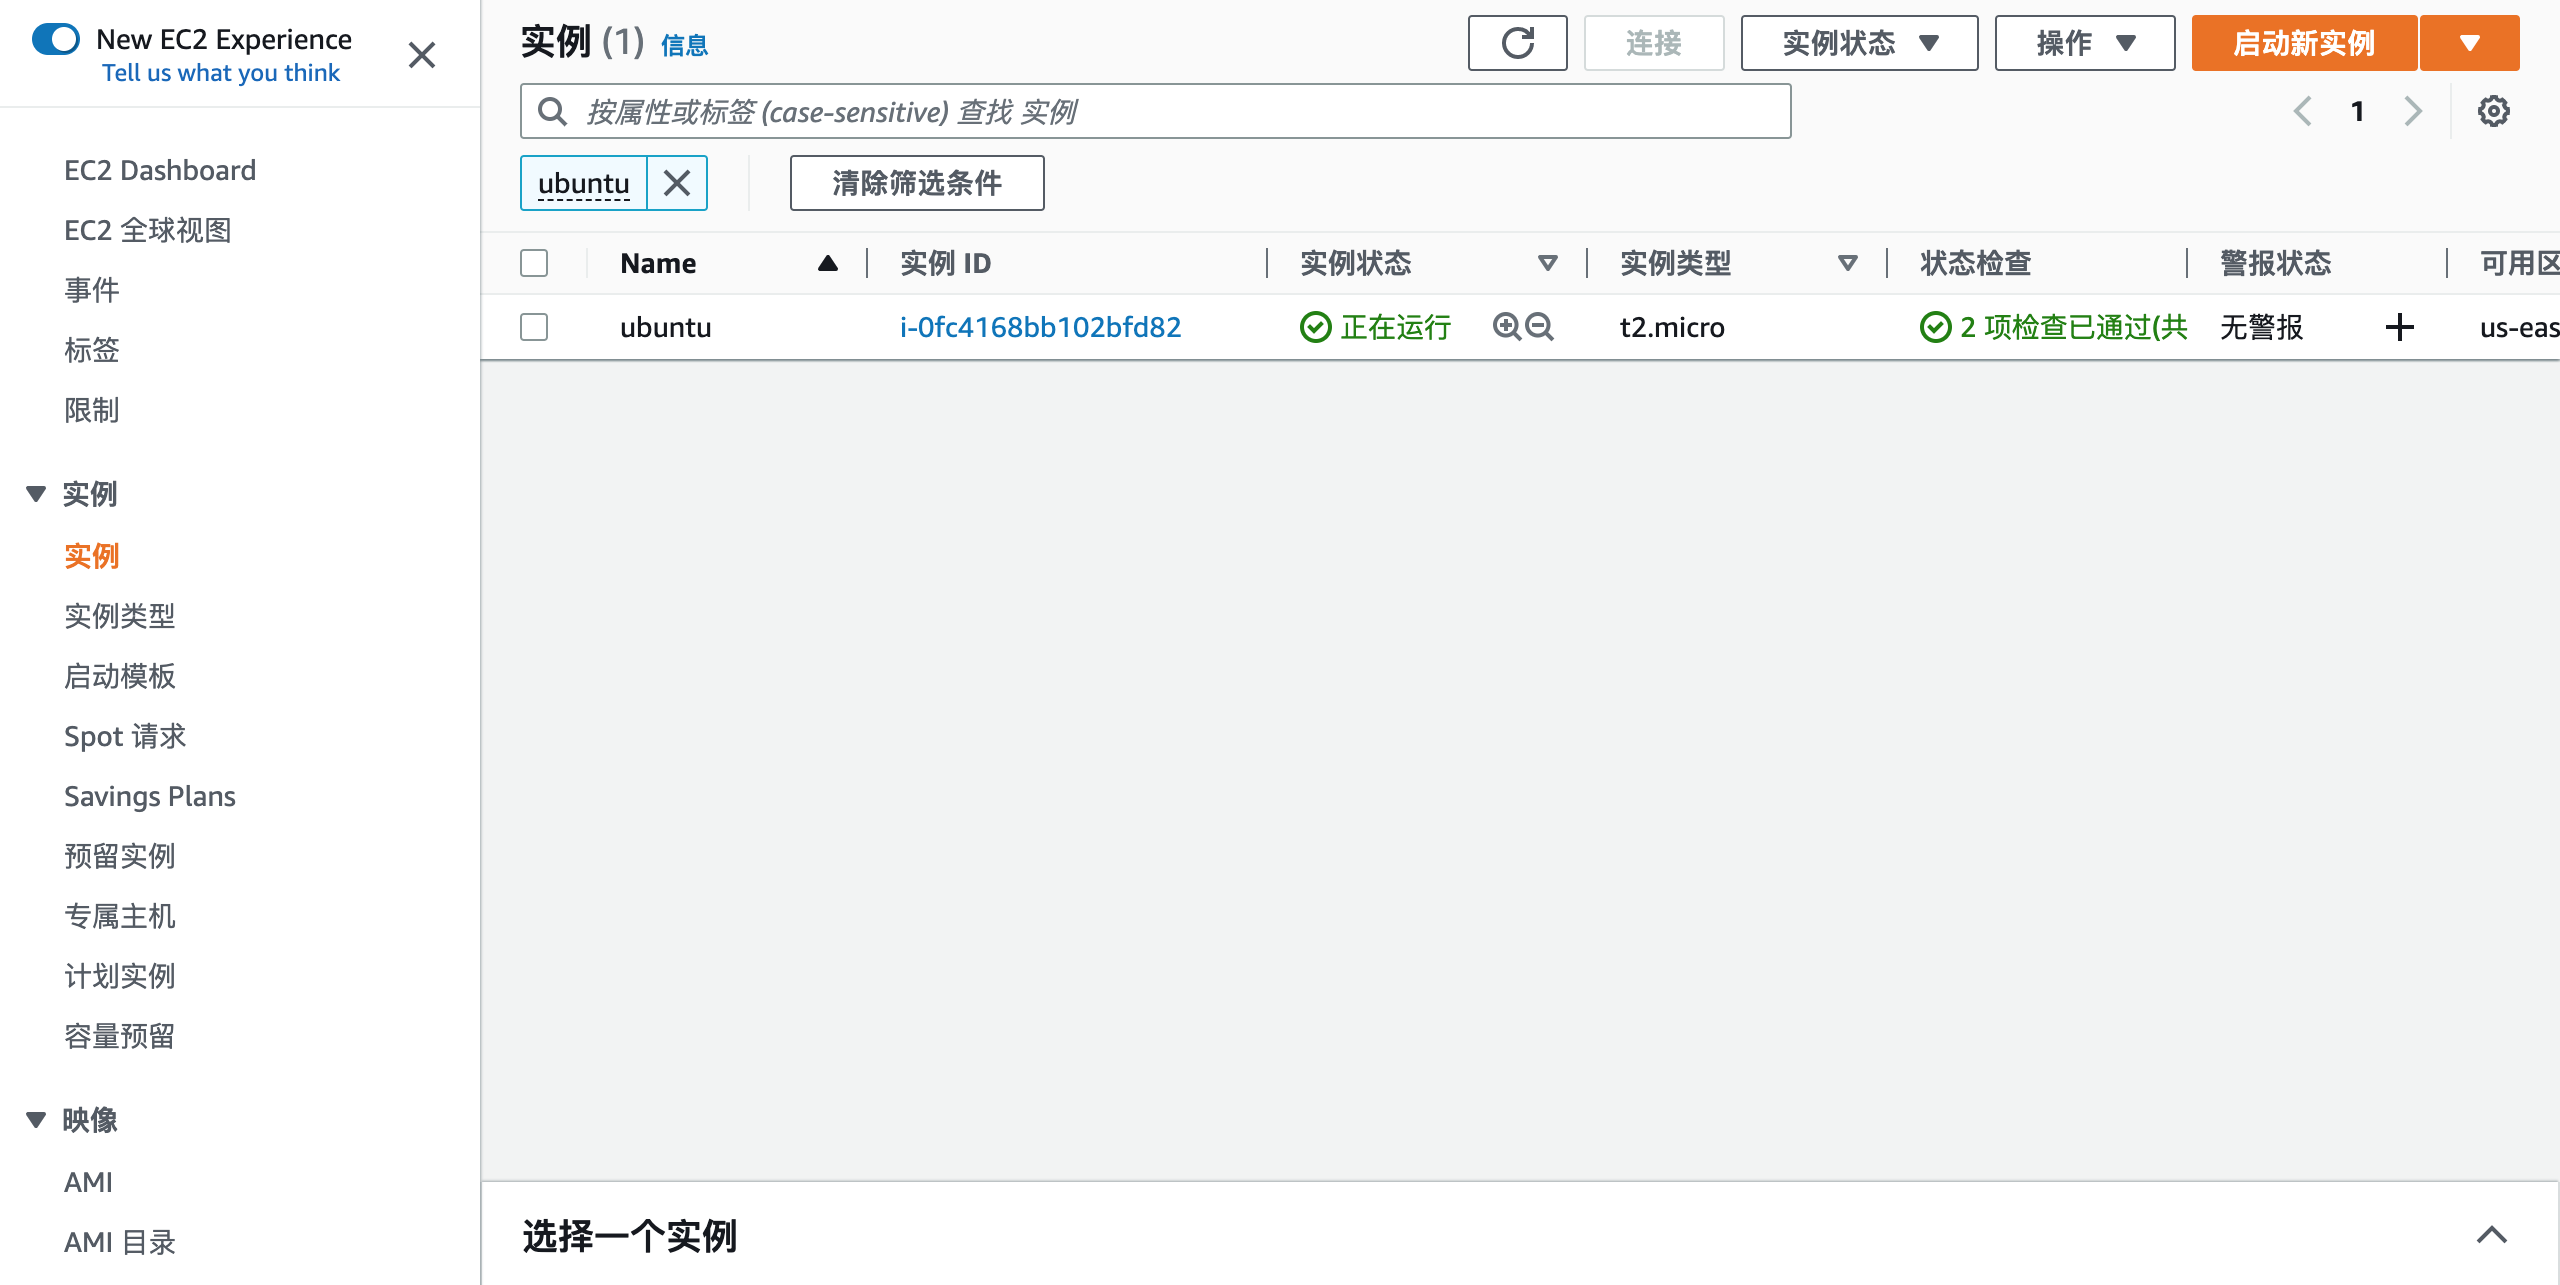 New EC2 Experience
Tell us what you think
EC2 Dashboard
EC2 全球视图
事件
标签
限制
实例
实例
实例类型
启动模板
Spot 请求
Savings Plans
预留实例
专属主机
计划实例
容量预留
映像
AMI
AMI 目录
实例 (1) 信息
连接
实例状态
操作
启动新实例
按属性或标签 (case-sensitive) 查找 实例
1
ubuntu
清除筛选条件
Name 实例 ID 实例状态 实例类型 状态检查 警报状态 可用区
ubuntu i-0fc4168bb102bfd82 正在运行 t2.micro 2 项检查已通过(共 无警报 us-eas
选择一个实例